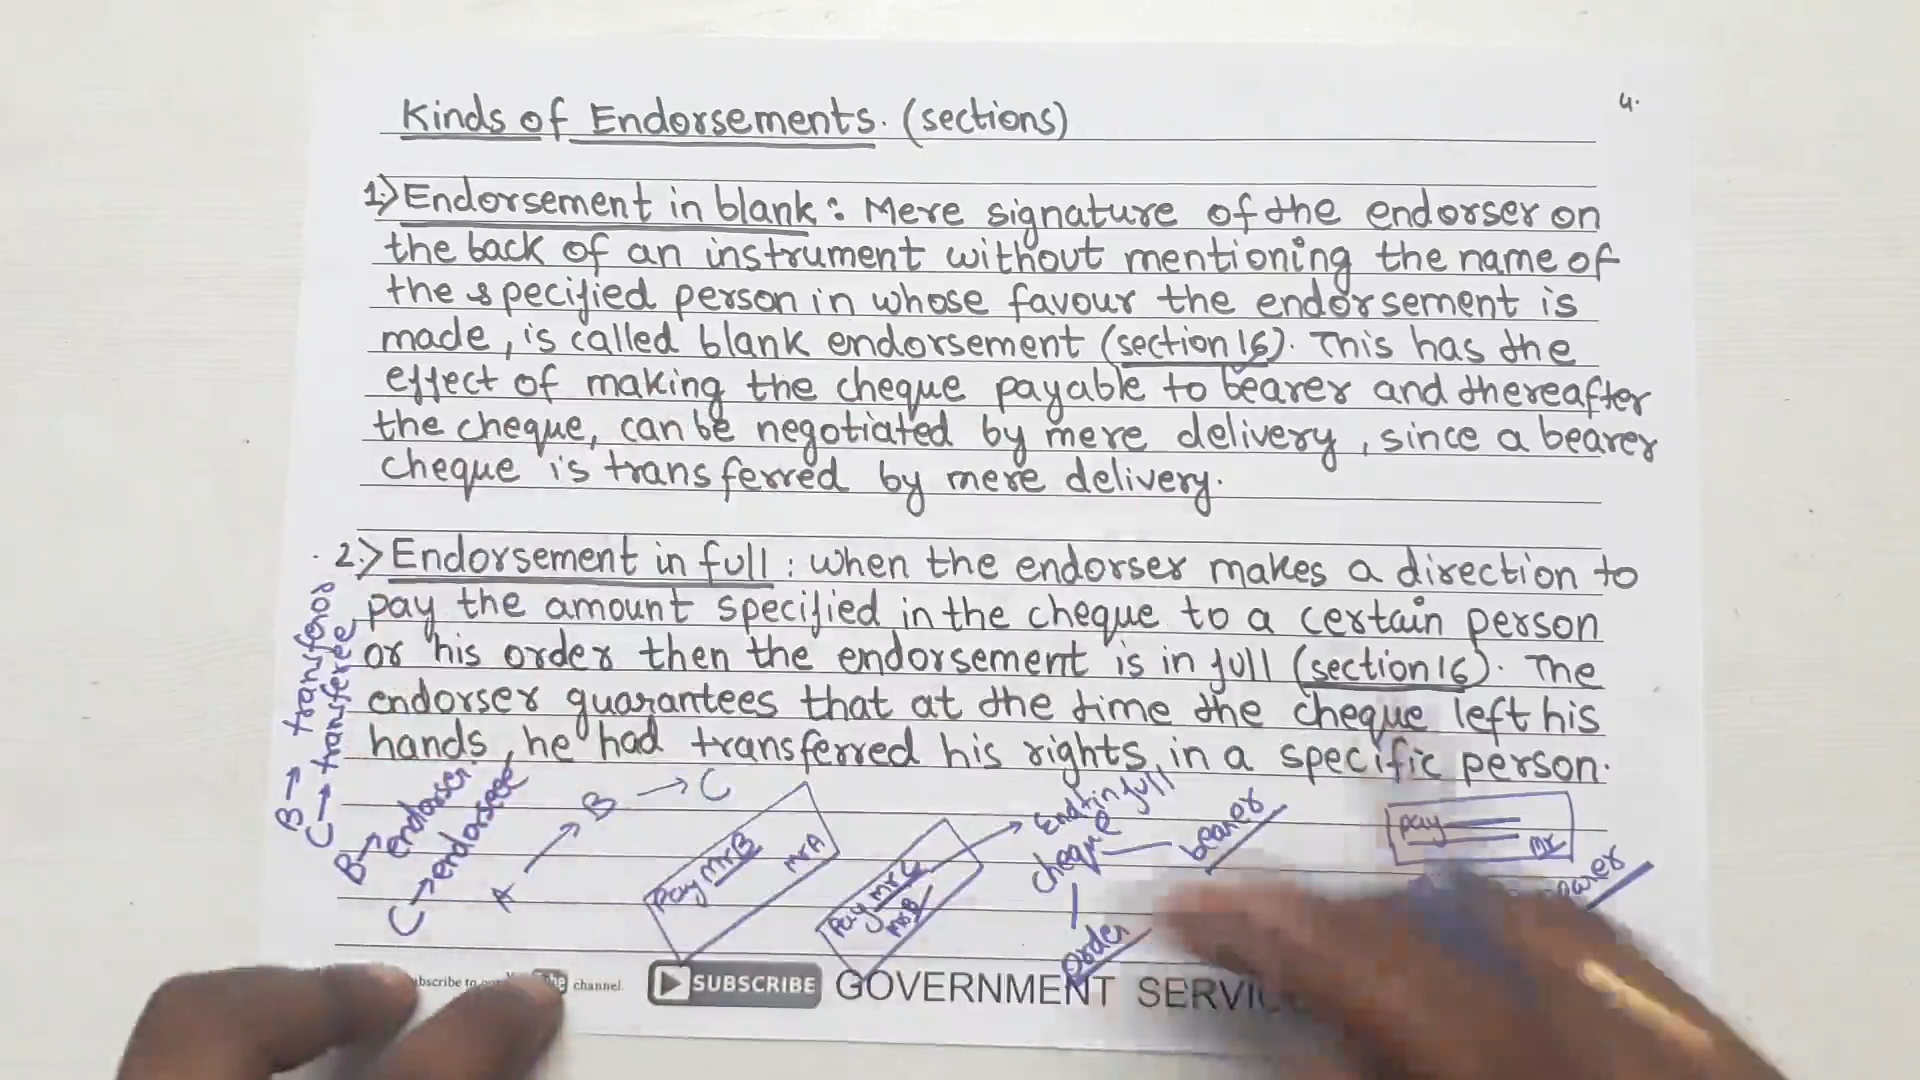 4.
Kinds of Endorsements. (sections)
1.> Endorsement in blank: Mere signature of the endorser on
the back of an instrument without mentioning the name of
the specified person in whose favour the endorsement is
made, is called blank endorsement (section 16). This has the
effect of making the cheque payable to bearer and thereafter
the cheque, can be negotiated by mere delivery, since a bearer
cheque is transferred by mere delivery.
2.> Endorsement in full: when the endorser makes a direction to
pay the amount specified in the cheque to a certain person
or his order then the endorsement is in full (section 16). The
endorser guarantees that at the time the cheque left his
hands, he had transferred his rights, in a specific person.
B → transferor
C → transferee
B → endorser
C → endorsee
A → B → C
Pay Mr B
Mr A
Pay Mr C
Mr B
in full
cheque
bearer
order
pay
Mr
channel.
SUBSCRIBE
GOVERNMENT